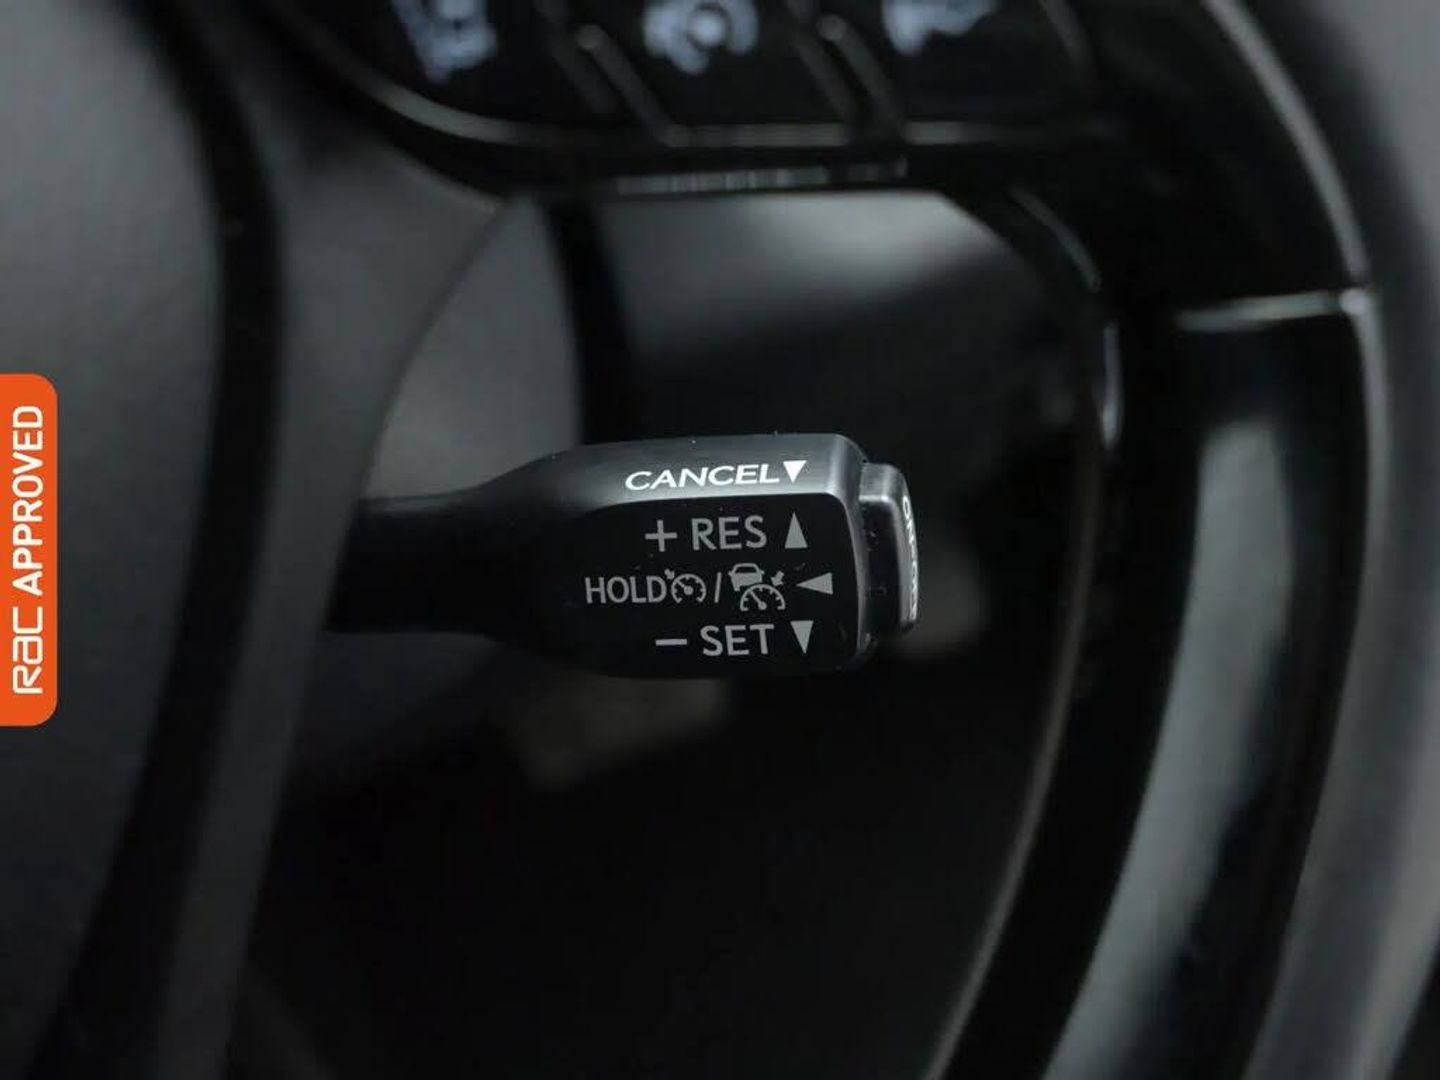 CANCEL▼
+ RES ▲
HOLD / ◀
− SET ▼
RAC APPROVED